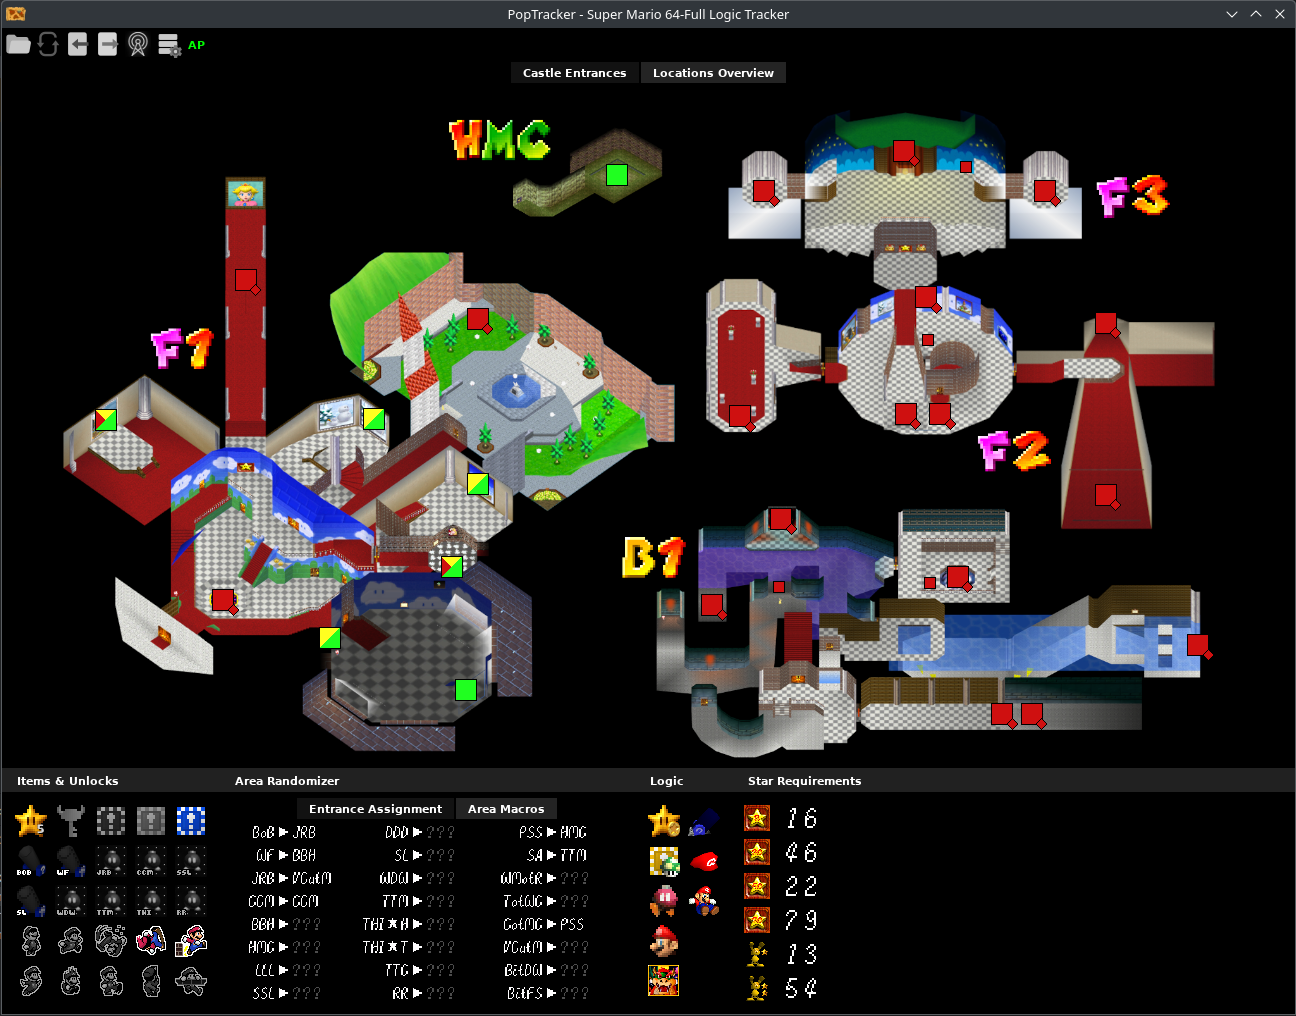 PopTracker - Super Mario 64-Full Logic Tracker
AP
Castle Entrances Locations Overview
HMC
F3
F1
F2
B1
Items & Unlocks Area Randomizer Logic Star Requirements
Entrance Assignment Area Macros
5
BOB WF JRB CCM SSL
SL WDW TTM THI RR
BoB ▶ JRB DDD ▶ ??? PSS ▶ HMC
WF ▶ BBH SL ▶ ??? SA ▶ TTM
JRB ▶ VCutM WDW ▶ ??? WMotR ▶ ???
CCM ▶ CCM TTM ▶ ??? TotWC ▶ ???
BBH ▶ ??? THI★H ▶ ??? CotMC ▶ PSS
HMC ▶ ??? THI★T ▶ ??? VCutM ▶ ???
LLL ▶ ??? TTC ▶ ??? BitDW ▶ ???
SSL ▶ ??? RR ▶ ??? BitFS ▶ ???
16
46
22
79
13
54